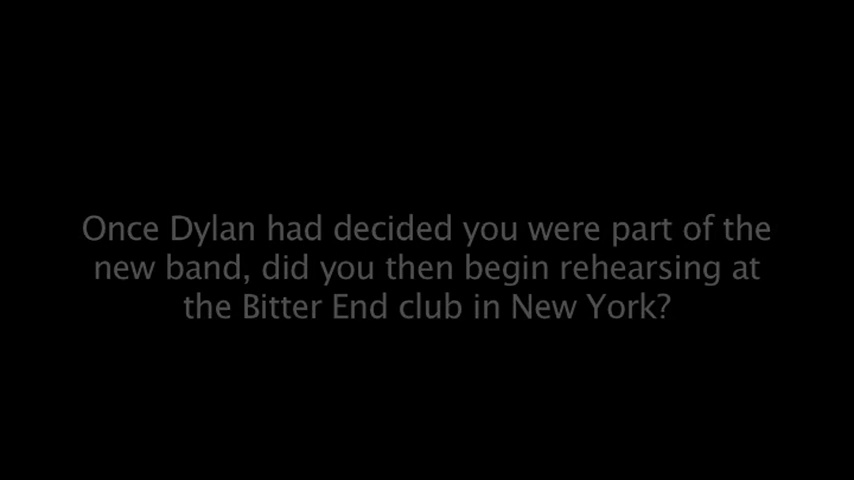 Once Dylan had decided you were part of the
new band, did you then begin rehearsing at
the Bitter End club in New York?